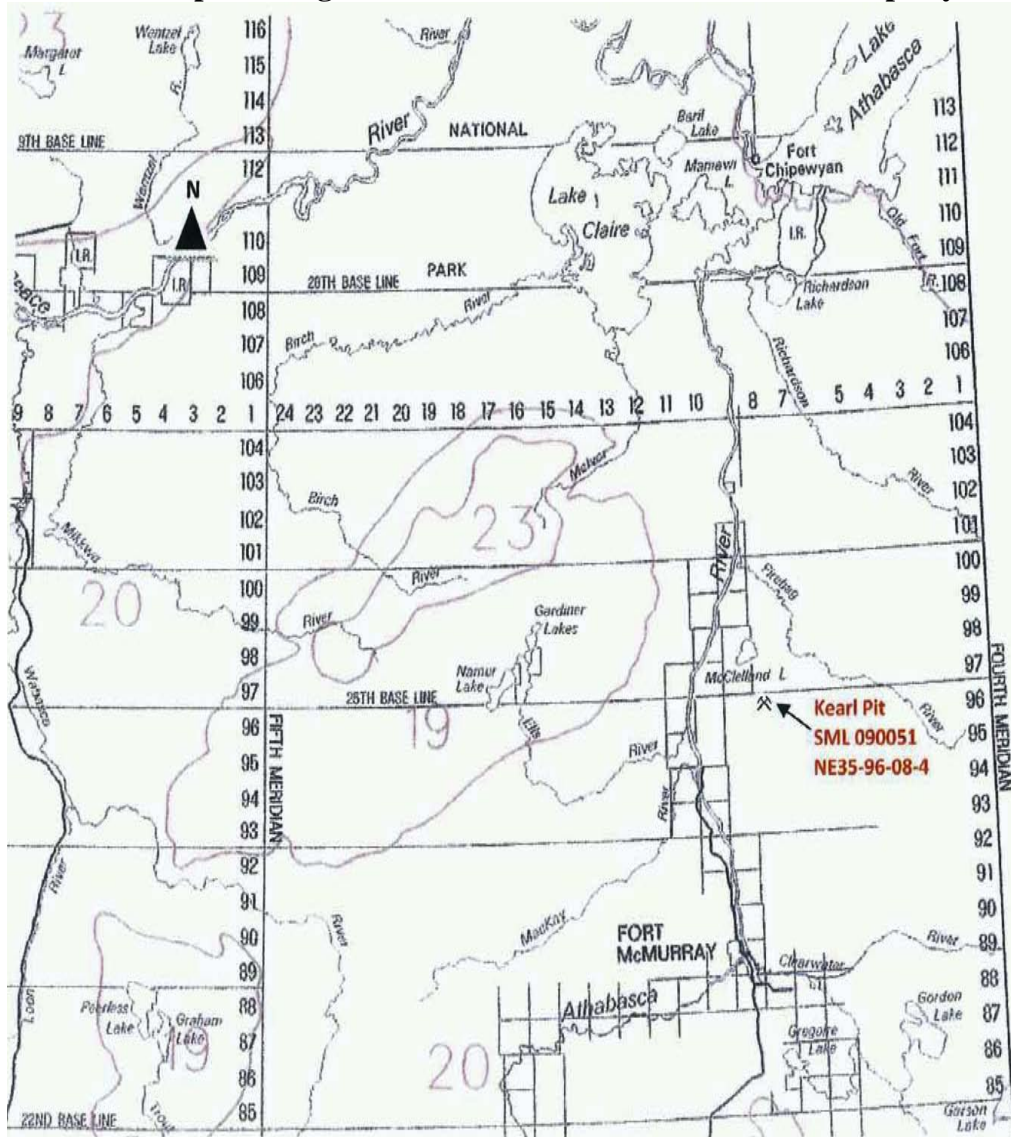 23
Wentzel
Lake
Margaret
L
R.
Wentzel
9TH BASE LINE
N
I.R.
I.R.
116
115
114
113
112
111
110
109
108
107
106
River
River
NATIONAL
PARK
28TH BASE LINE
Birch
River
Lake
Claire
Baril
Lake
Mamawi
L
Fort
Chipewyan
Lake
Athabasca
113
112
111
110
109
108
107
106
I.R.
Old Fort
R.
Richardson
Lake
Richardson
River
R.
9 8 7 6 5 4 3 2 1 24 23 22 21 20 19 18 17 16 15 14 13 12 11 10 8 7 5 4 3 2 1
104
103
102
101
100
99
98
97
96
95
94
93
92
91
90
89
88
87
86
85
104
103
102
101
100
99
98
97
96
95
94
93
92
91
90
89
88
87
86
85
Mikkwa
20
Birch
River
River
McIvor
23
Gardiner
Lakes
Namur
Lake
25TH BASE LINE
19
Ells
River
River
River
Firebag
River
McClelland L
Kearl Pit
SML 090051
NE35-96-08-4
FIFTH MERIDIAN
FOURTH MERIDIAN
Wabasca
River
River
Loon
MacKay
FORT
McMURRAY
Athabasca
Clearwater
River
Gordon
Lake
Gregoire
Lake
Garson
Lake
Peerless
Lake
Graham
Lake
19
20
Trout
22ND BASE LINE